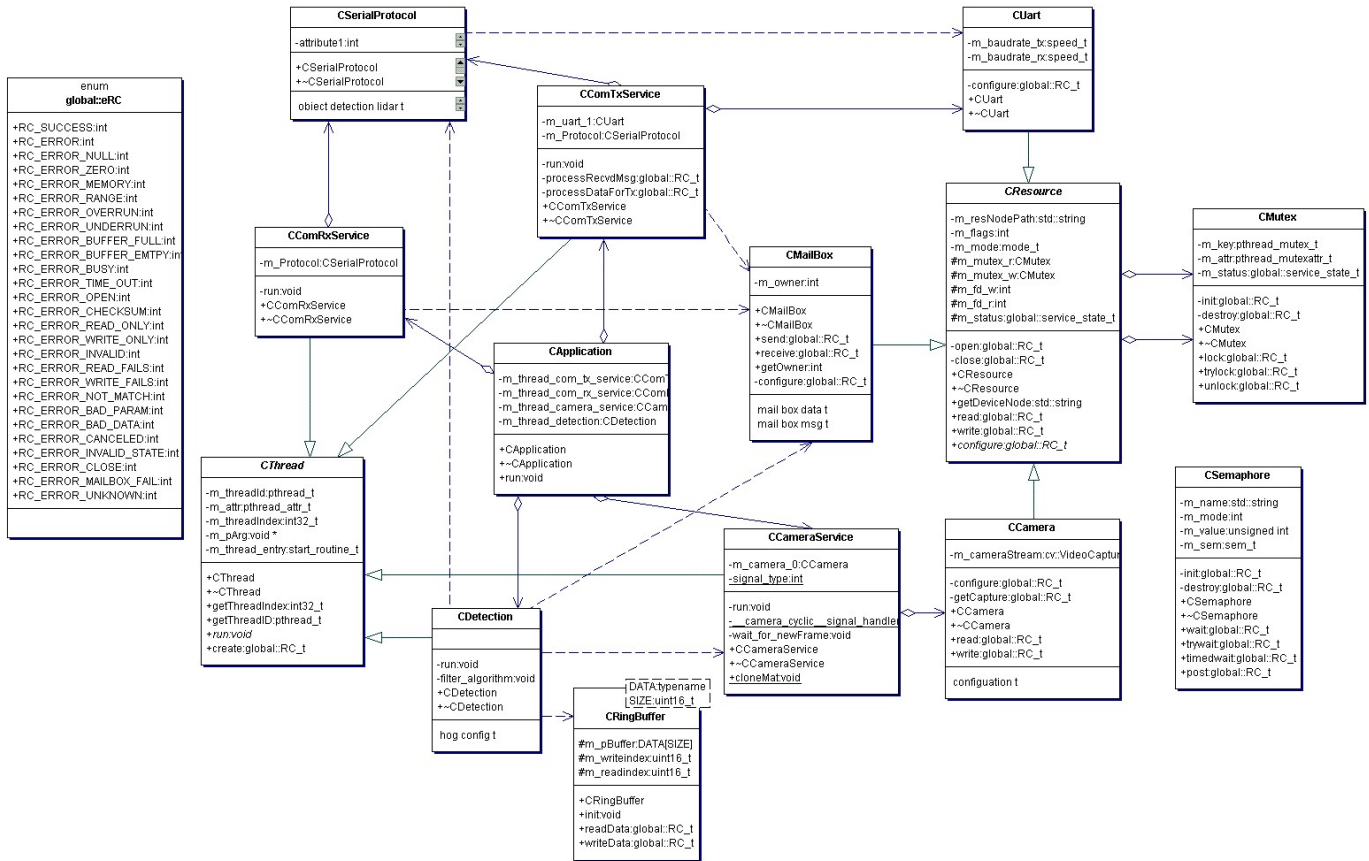 CSerialProtocol
-attribute1:int
+CSerialProtocol
+~CSerialProtocol
object detection lidar t
CUart
-m_baudrate_tx:speed_t
-m_baudrate_rx:speed_t
-configure:global::RC_t
+CUart
+~CUart
enum
global::eRC
+RC_SUCCESS:int
+RC_ERROR:int
+RC_ERROR_NULL:int
+RC_ERROR_ZERO:int
+RC_ERROR_MEMORY:int
+RC_ERROR_RANGE:int
+RC_ERROR_OVERRUN:int
+RC_ERROR_UNDERRUN:int
+RC_ERROR_BUFFER_FULL:int
+RC_ERROR_BUFFER_EMTPY:int
+RC_ERROR_BUSY:int
+RC_ERROR_TIME_OUT:int
+RC_ERROR_OPEN:int
+RC_ERROR_CHECKSUM:int
+RC_ERROR_READ_ONLY:int
+RC_ERROR_WRITE_ONLY:int
+RC_ERROR_INVALID:int
+RC_ERROR_READ_FAILS:int
+RC_ERROR_WRITE_FAILS:int
+RC_ERROR_NOT_MATCH:int
+RC_ERROR_BAD_PARAM:int
+RC_ERROR_BAD_DATA:int
+RC_ERROR_CANCELED:int
+RC_ERROR_INVALID_STATE:int
+RC_ERROR_CLOSE:int
+RC_ERROR_MAILBOX_FAIL:int
+RC_ERROR_UNKNOWN:int
CComTxService
-m_uart_1:CUart
-m_Protocol:CSerialProtocol
-run:void
-processRecvdMsg:global::RC_t
-processDataForTx:global::RC_t
+CComTxService
+~CComTxService
CComRxService
-m_Protocol:CSerialProtocol
-run:void
+CComRxService
+~CComRxService
CMailBox
-m_owner:int
+CMailBox
+~CMailBox
+send:global::RC_t
+receive:global::RC_t
+getOwner:int
-configure:global::RC_t
mail box data t
mail box msg t
CResource
-m_resNodePath:std::string
-m_flags:int
-m_mode:mode_t
#m_mutex_r:CMutex
#m_mutex_w:CMutex
#m_fd_w:int
#m_fd_r:int
#m_status:global::service_state_t
-open:global::RC_t
-close:global::RC_t
+CResource
+~CResource
+getDeviceNode:std::string
+read:global::RC_t
+write:global::RC_t
+configure:global::RC_t
CMutex
-m_key:pthread_mutex_t
-m_attr:pthread_mutexattr_t
-m_status:global::service_state_t
-init:global::RC_t
-destroy:global::RC_t
+CMutex
+~CMutex
+lock:global::RC_t
+trylock:global::RC_t
+unlock:global::RC_t
CApplication
-m_thread_com_tx_service:CCom
-m_thread_com_rx_service:CCom
-m_thread_camera_service:CCam
-m_thread_detection:CDetection
+CApplication
+~CApplication
+run:void
CThread
-m_threadId:pthread_t
-m_attr:pthread_attr_t
-m_threadIndex:int32_t
-m_pArg:void *
-m_thread_entry:start_routine_t
+CThread
+~CThread
+getThreadIndex:int32_t
+getThreadID:pthread_t
+run:void
+create:global::RC_t
CSemaphore
-m_name:std::string
-m_mode:int
-m_value:unsigned int
-m_sem:sem_t
-init:global::RC_t
-destroy:global::RC_t
+CSemaphore
+~CSemaphore
+wait:global::RC_t
+trywait:global::RC_t
+timedwait:global::RC_t
+post:global::RC_t
CCameraService
-m_camera_0:CCamera
-signal_type:int
-run:void
-__camera_cyclic__signal_handler
-wait_for_newFrame:void
+CCameraService
+~CCameraService
+cloneMat:void
CCamera
-m_cameraStream:cv::VideoCaptur
-configure:global::RC_t
-getCapture:global::RC_t
+CCamera
+~CCamera
+read:global::RC_t
+write:global::RC_t
configuation t
CDetection
-run:void
-filter_algorithm:void
+CDetection
+~CDetection
hog config t
DATA:typename
SIZE:uint16_t
CRingBuffer
#m_pBuffer:DATA[SIZE]
#m_writeindex:uint16_t
#m_readindex:uint16_t
+CRingBuffer
+init:void
+readData:global::RC_t
+writeData:global::RC_t